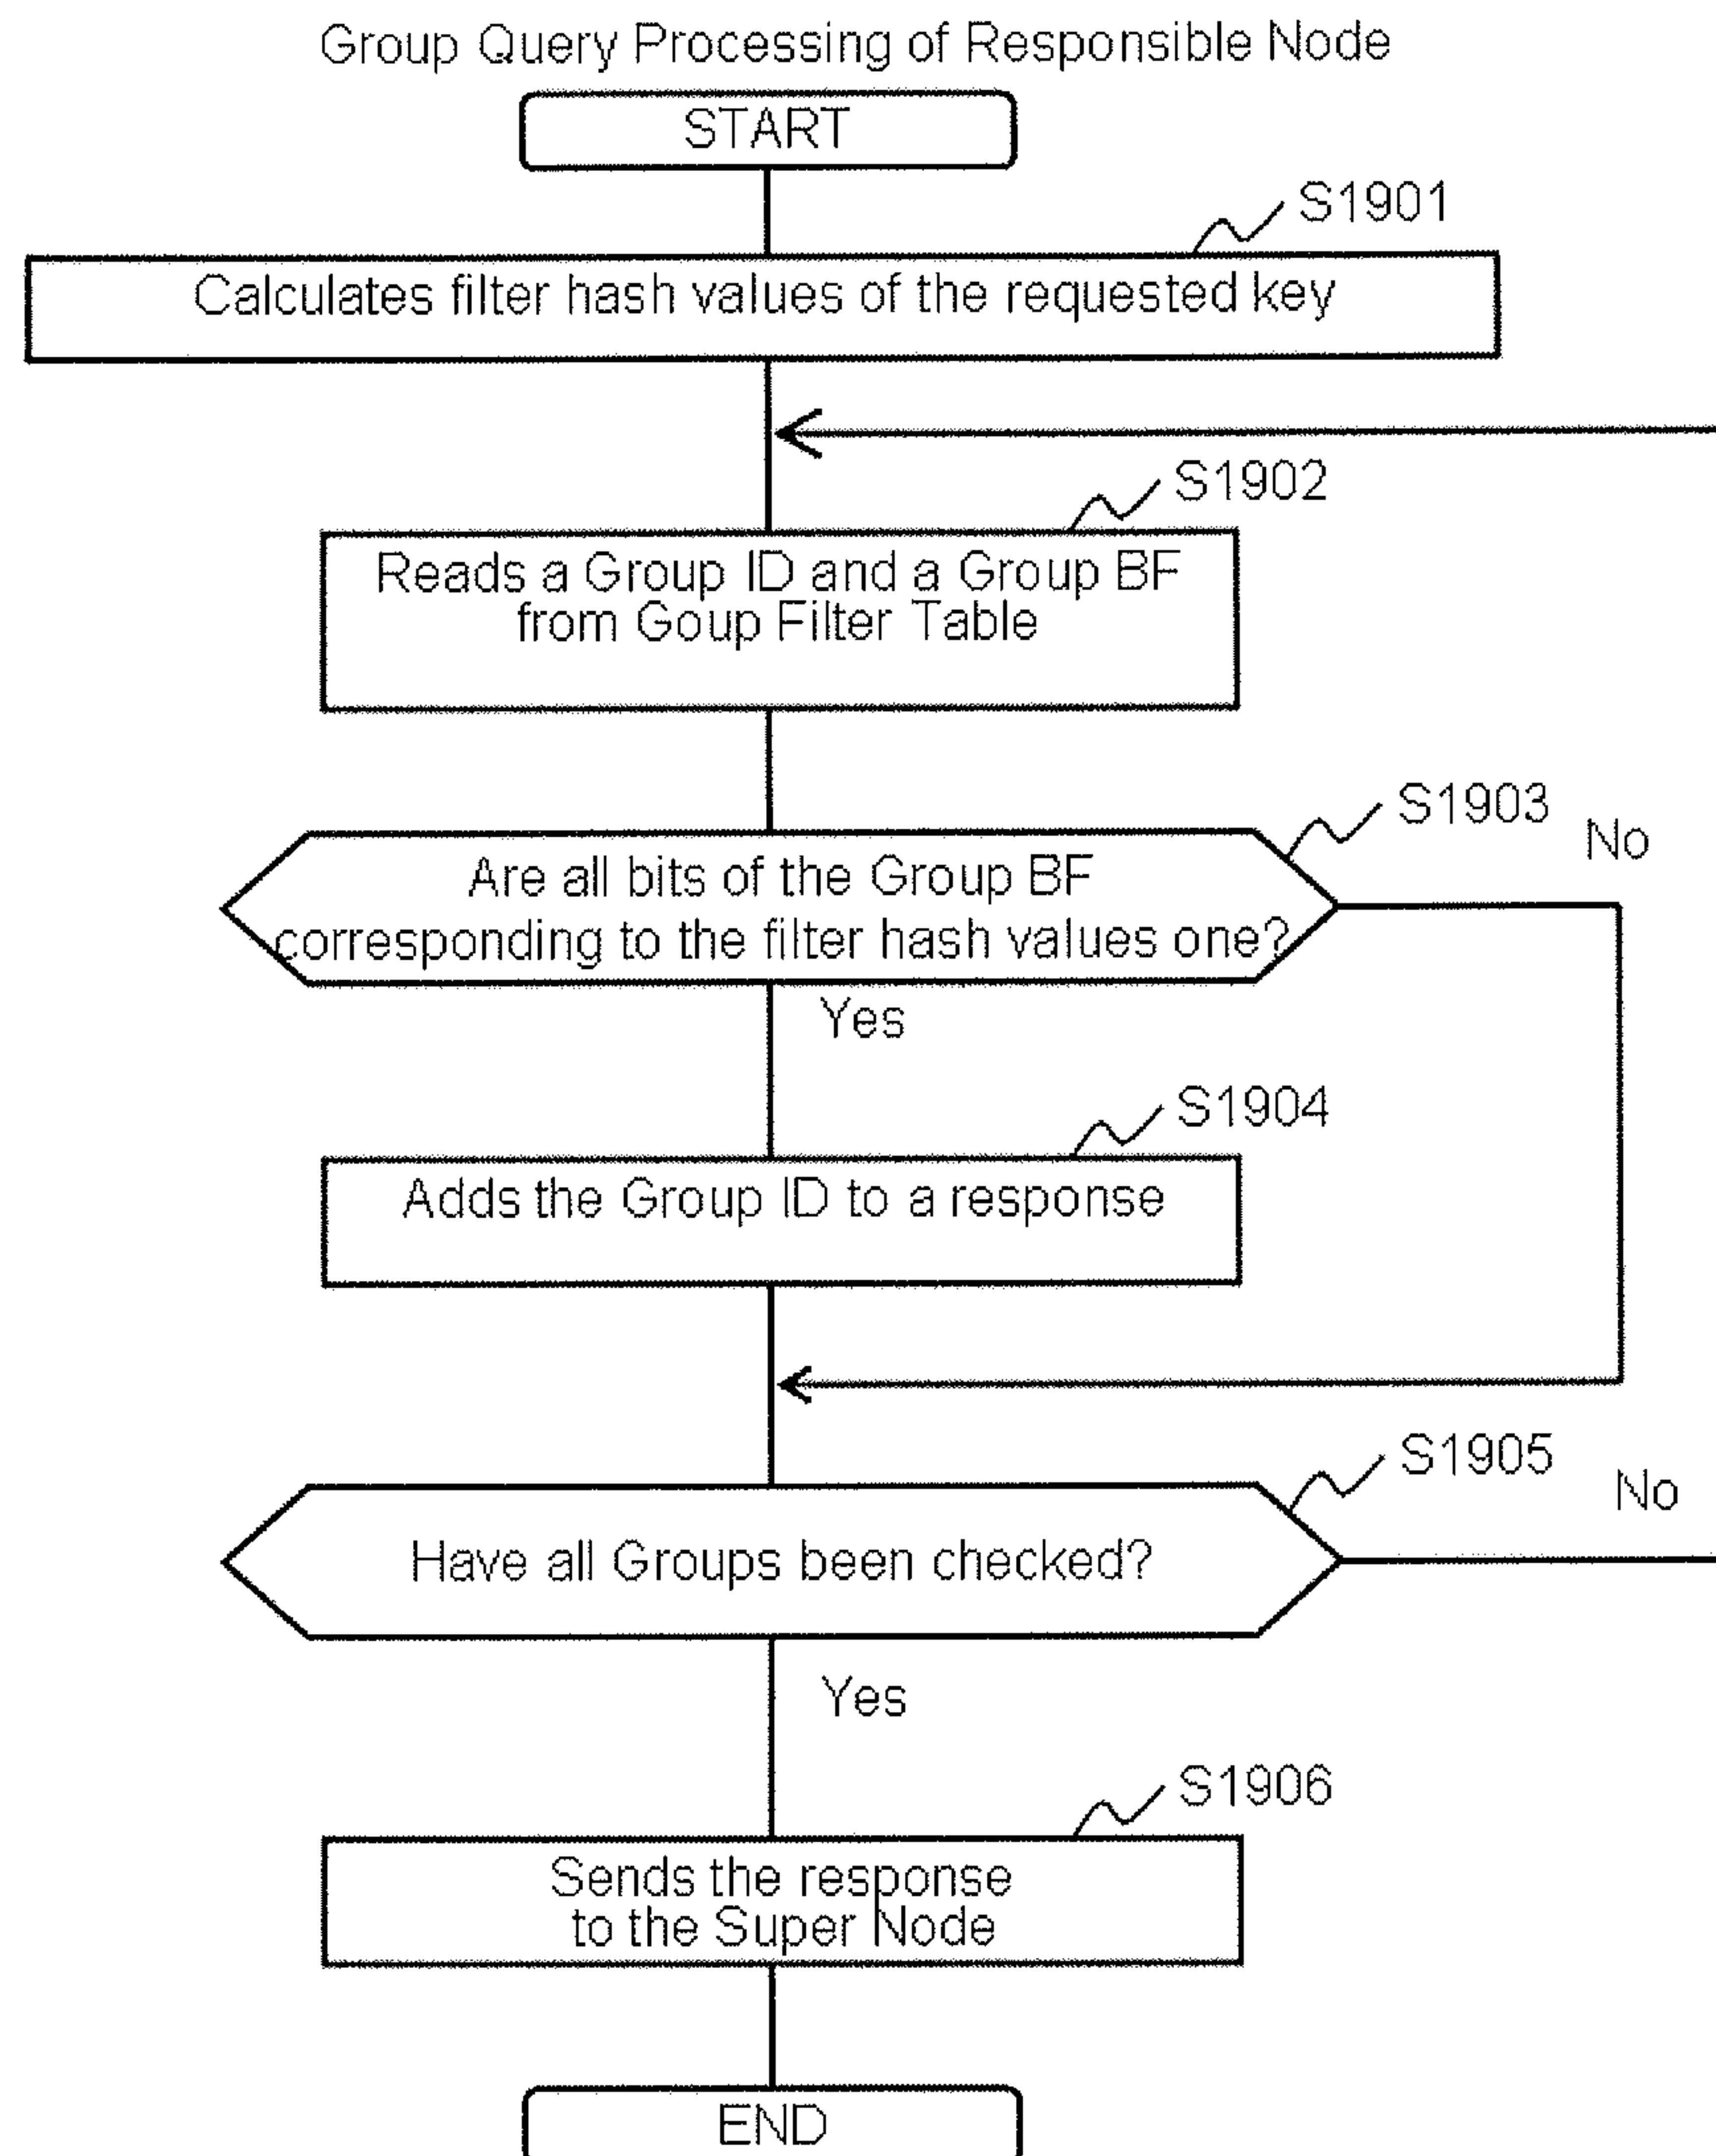 Group Query Processing of Responsible Node
START
S1901
Calculates filter hash values of the requested key
S1902
Reads a Group ID and a Group BF
from Goup Filter Table
S1903
No
Are all bits of the Group BF
corresponding to the filter hash values one?
Yes
S1904
Adds the Group ID to a response
S1905
No
Have all Groups been checked?
Yes
S1906
Sends the response
to the Super Node
END